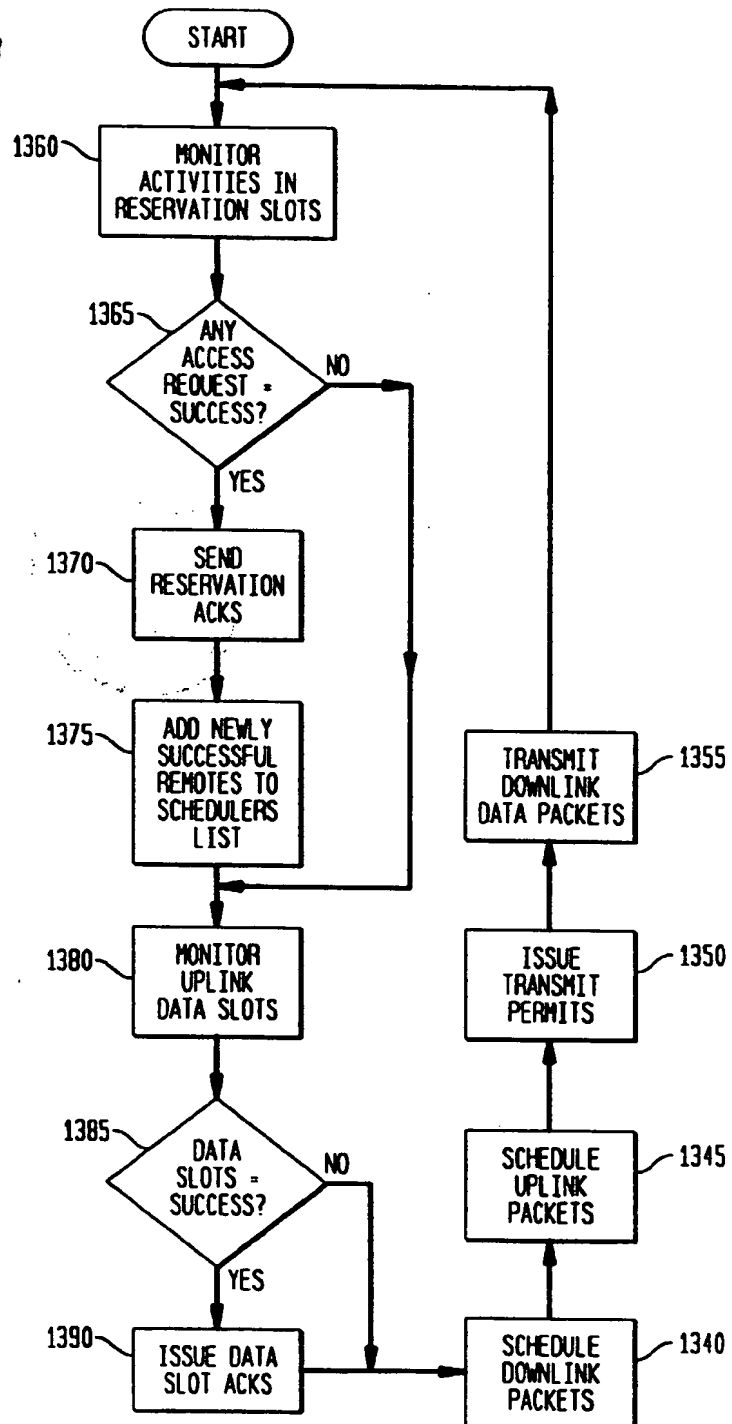 START
1360
MONITOR
ACTIVITIES IN
RESERVATION SLOTS
1365
ANY
ACCESS
REQUEST =
SUCCESS?
NO
YES
1370
SEND
RESERVATION
ACKS
1375
ADD NEWLY
SUCCESSFUL
REMOTES TO
SCHEDULERS
LIST
1380
MONITOR
UPLINK
DATA SLOTS
1385
DATA
SLOTS =
SUCCESS?
NO
YES
1390
ISSUE DATA
SLOT ACKS
TRANSMIT
DOWNLINK
DATA PACKETS
1355
ISSUE
TRANSMIT
PERMITS
1350
SCHEDULE
UPLINK
PACKETS
1345
SCHEDULE
DOWNLINK
PACKETS
1340